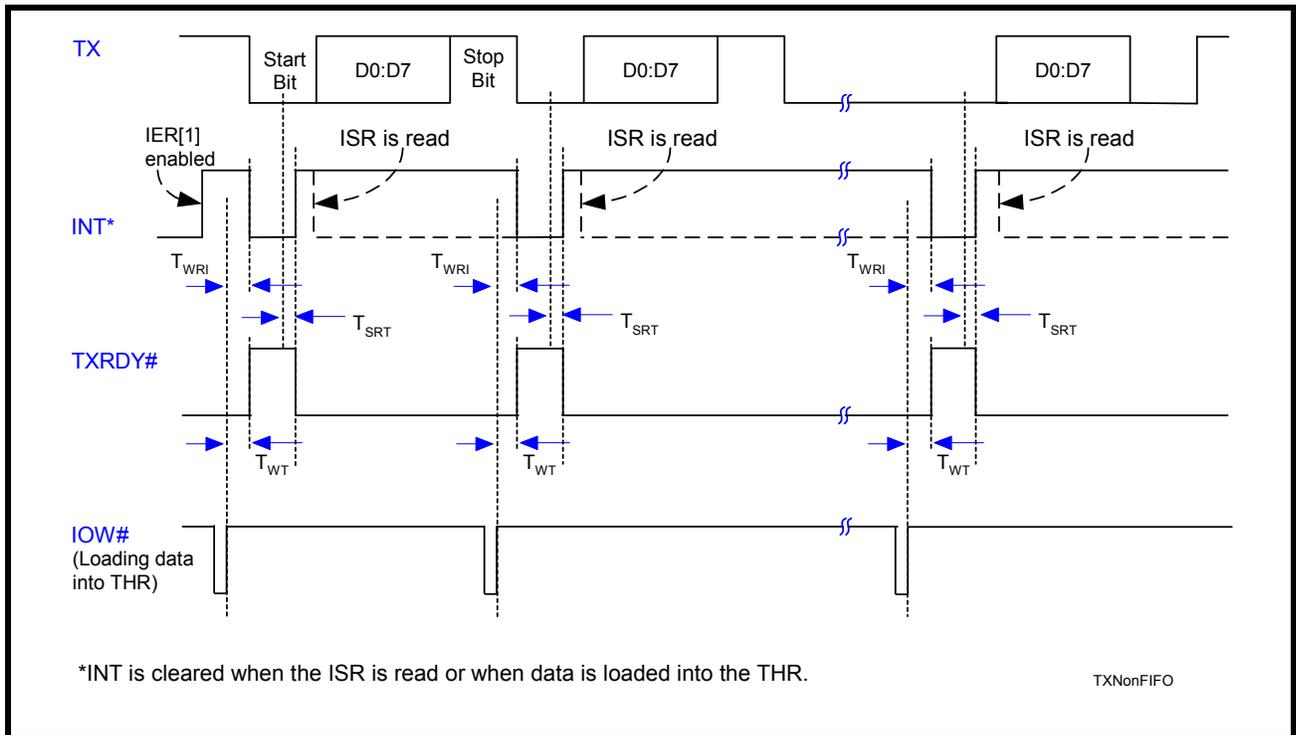 TX
Start
Bit
D0:D7
Stop
Bit
D0:D7
D0:D7
IER[1]
enabled
ISR is read
ISR is read
ISR is read
INT*
TWRI
TWRI
TWRI
TSRT
TSRT
TSRT
TXRDY#
TWT
TWT
TWT
IOW#
(Loading data
into THR)
*INT is cleared when the ISR is read or when data is loaded into the THR.
TXNonFIFO